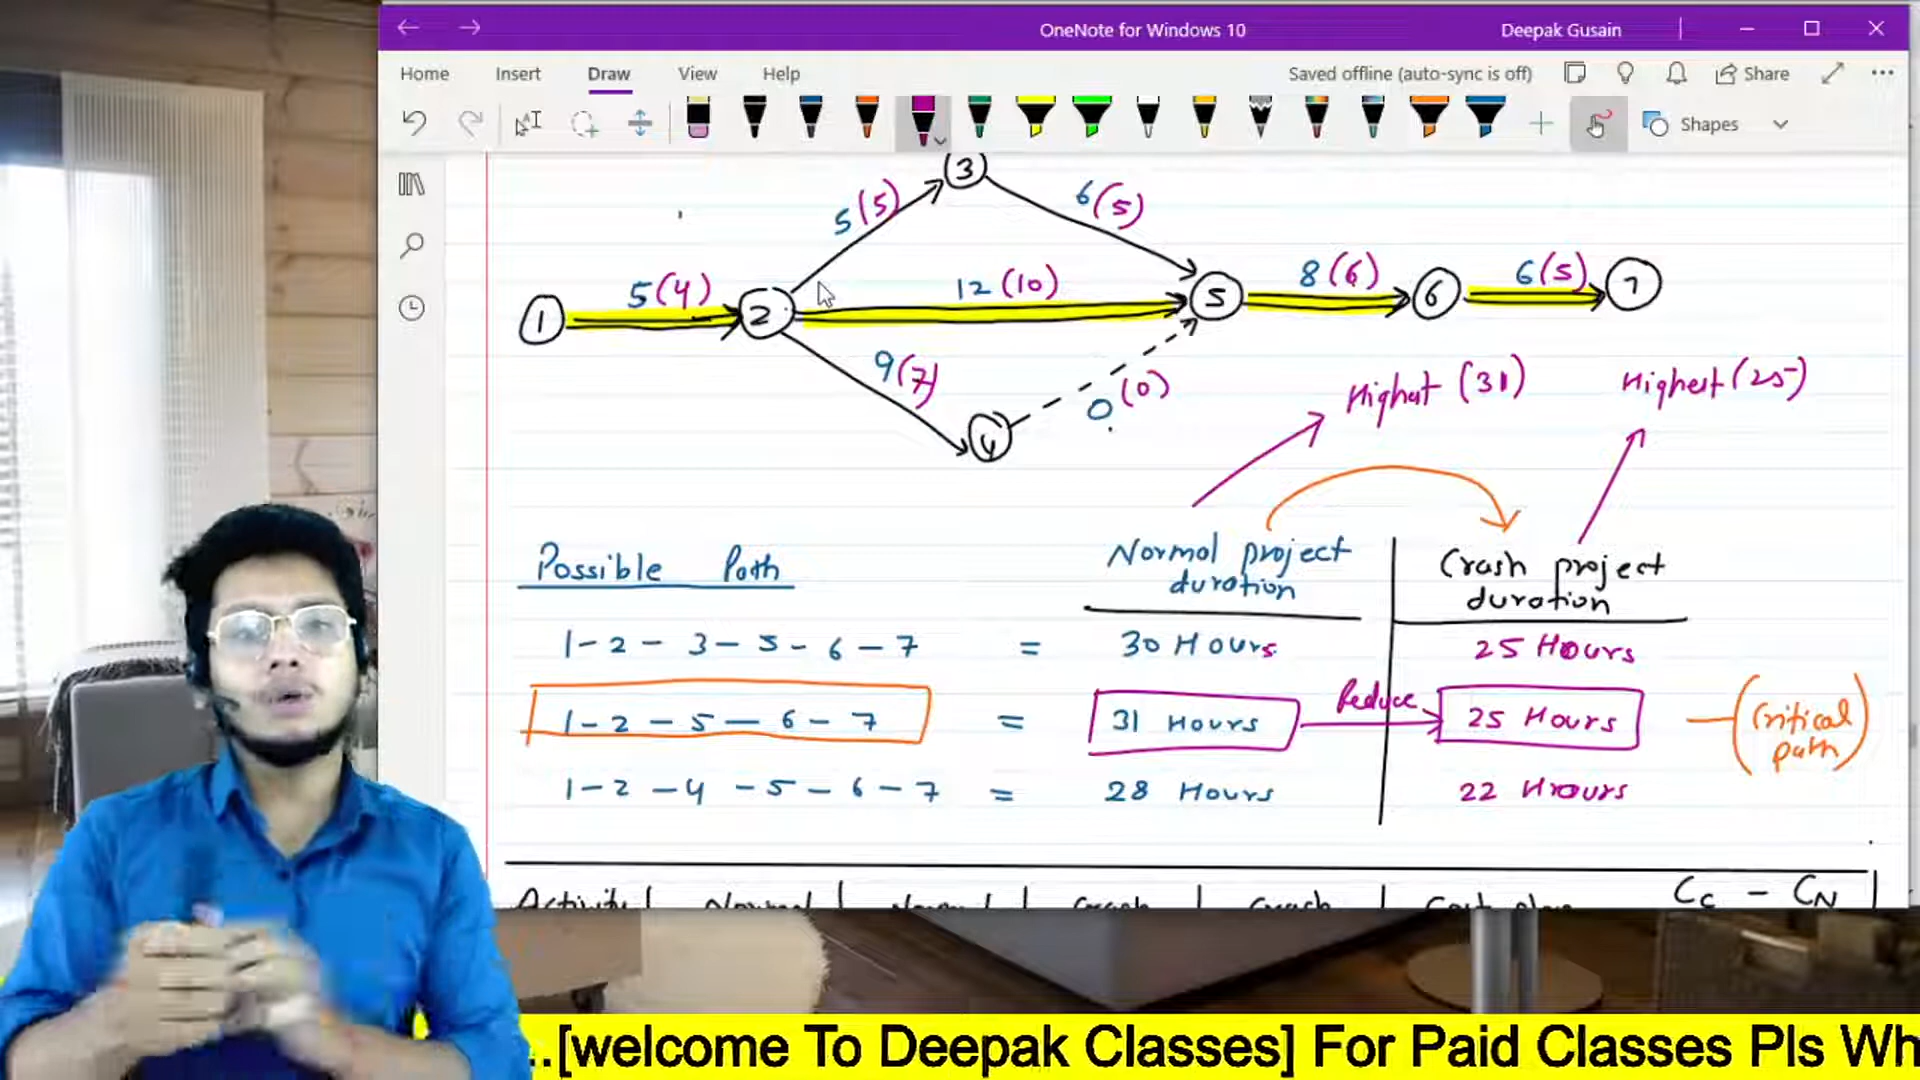 OneNote for Windows 10
Deepak Gusain
Home
Insert
Draw
View
Help
Saved offline (auto-sync is off)
Share
Shapes
3
5(5)
6(5)
5(4)
12(10)
8(6)
6(5)
1
2
5
6
7
9(7)
0(0)
4
Highest (31)
Highest (25)
Possible Path
Normal project
duration
Crash project
duration
1-2-3-5-6-7 = 30 Hours 25 Hours
1-2-5-6-7 = 31 Hours Reduce 25 Hours
(Critical
path)
1-2-4-5-6-7 = 28 Hours 22 Hrours
Activity
CC - CN
..[welcome To Deepak Classes] For Paid Classes Pls Wh